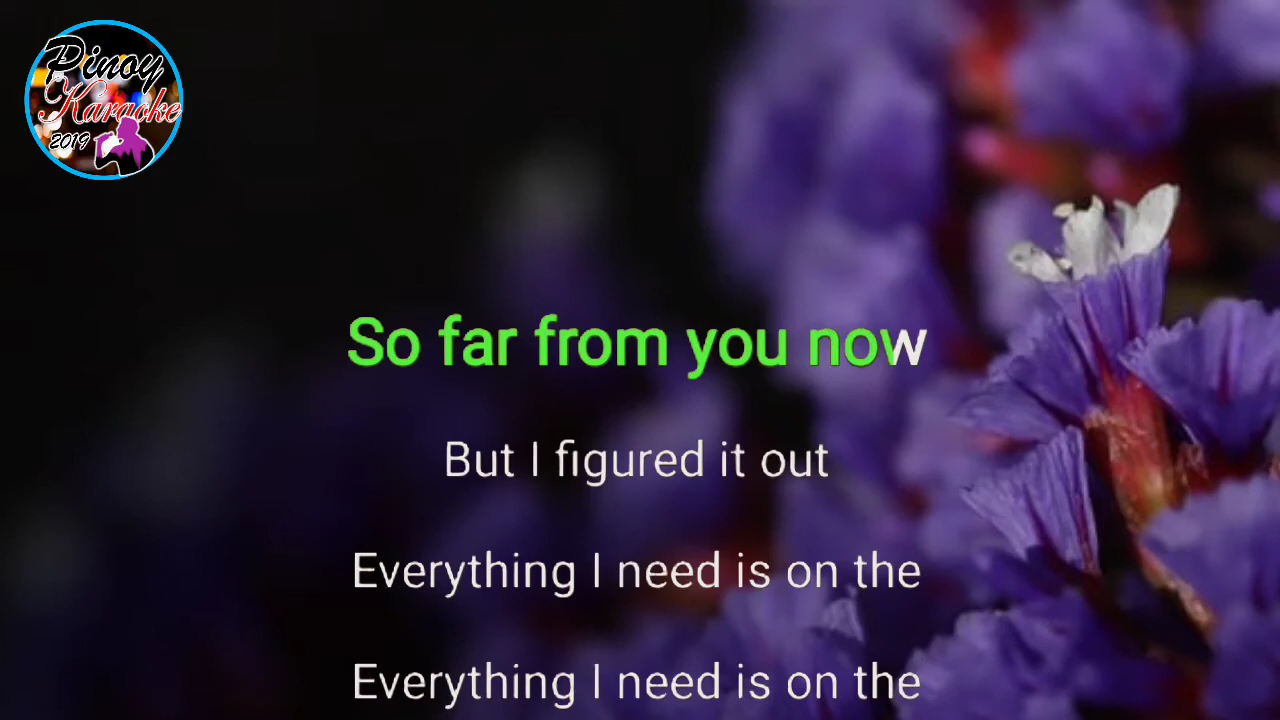 Pinoy
Karaoke
2019
So far from you now
But I figured it out
Everything I need is on the
Everything I need is on the